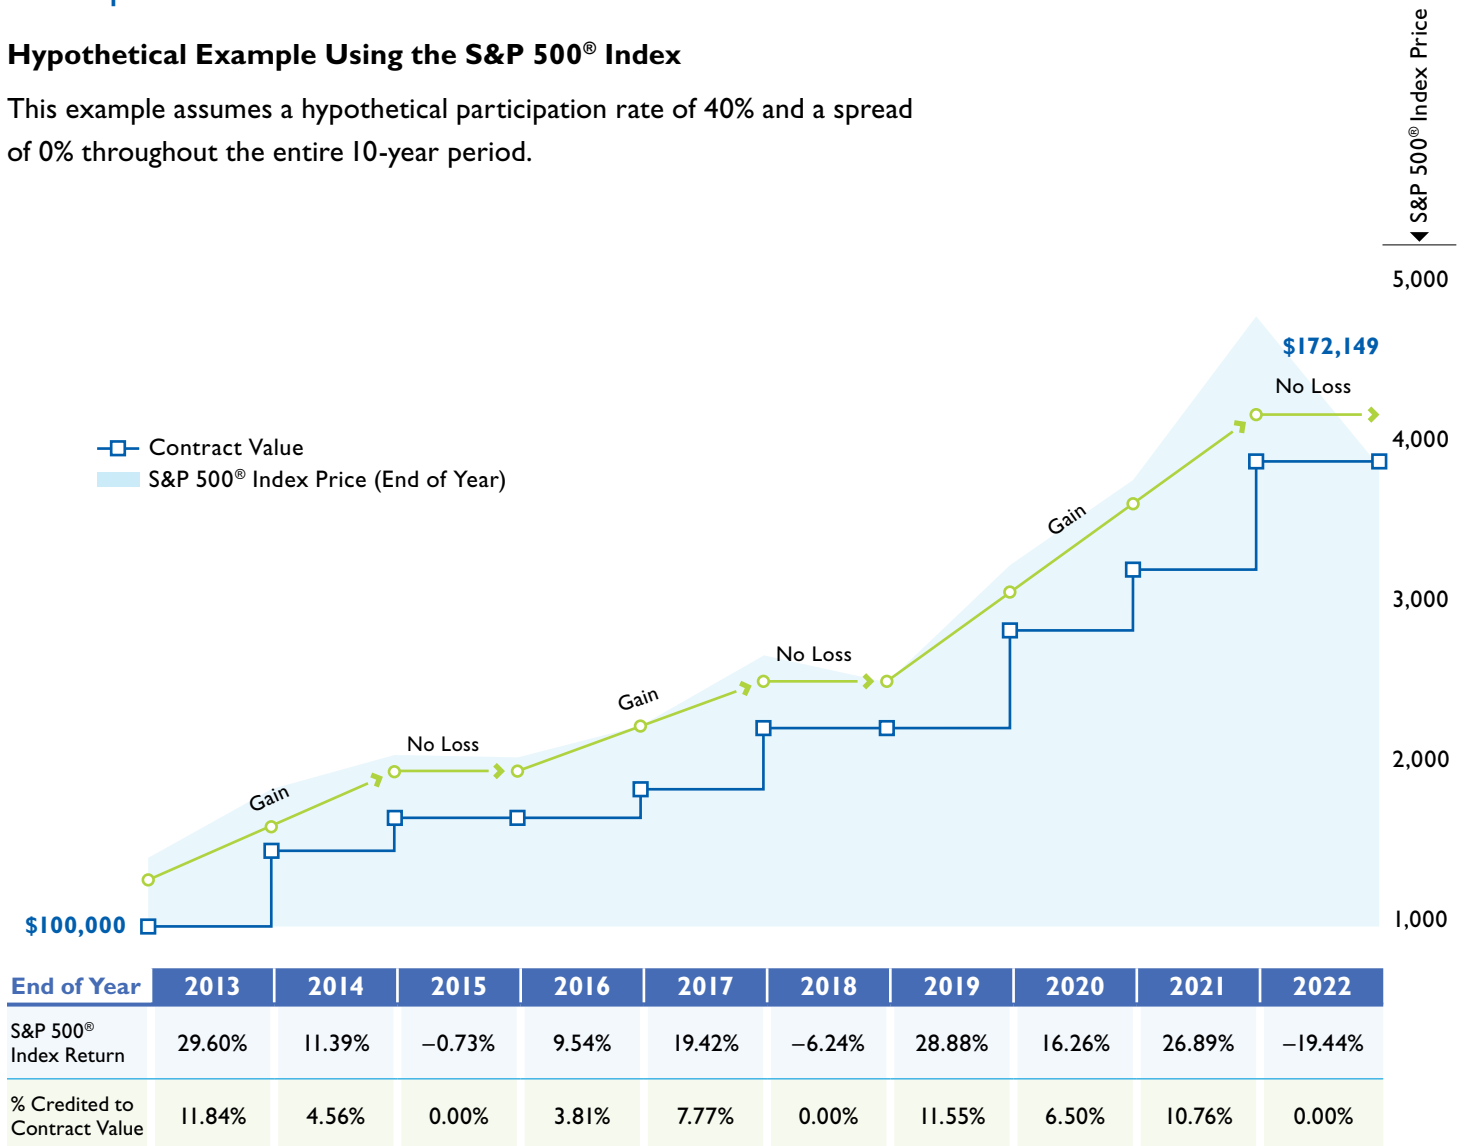 Hypothetical Example Using the S&P 500® Index
This example assumes a hypothetical participation rate of 40% and a spread
of 0% throughout the entire 10-year period.
S&P 500® Index Price
5,000
$172,149
No Loss
4,000
Contract Value
S&P 500® Index Price (End of Year)
Gain
3,000
No Loss
Gain
No Loss
2,000
Gain
$100,000
1,000
End of Year 2013 2014 2015 2016 2017 2018 2019 2020 2021 2022
S&P 500®
Index Return
29.60% 11.39% –0.73% 9.54% 19.42% –6.24% 28.88% 16.26% 26.89% –19.44%
% Credited to
Contract Value
11.84% 4.56% 0.00% 3.81% 7.77% 0.00% 11.55% 6.50% 10.76% 0.00%